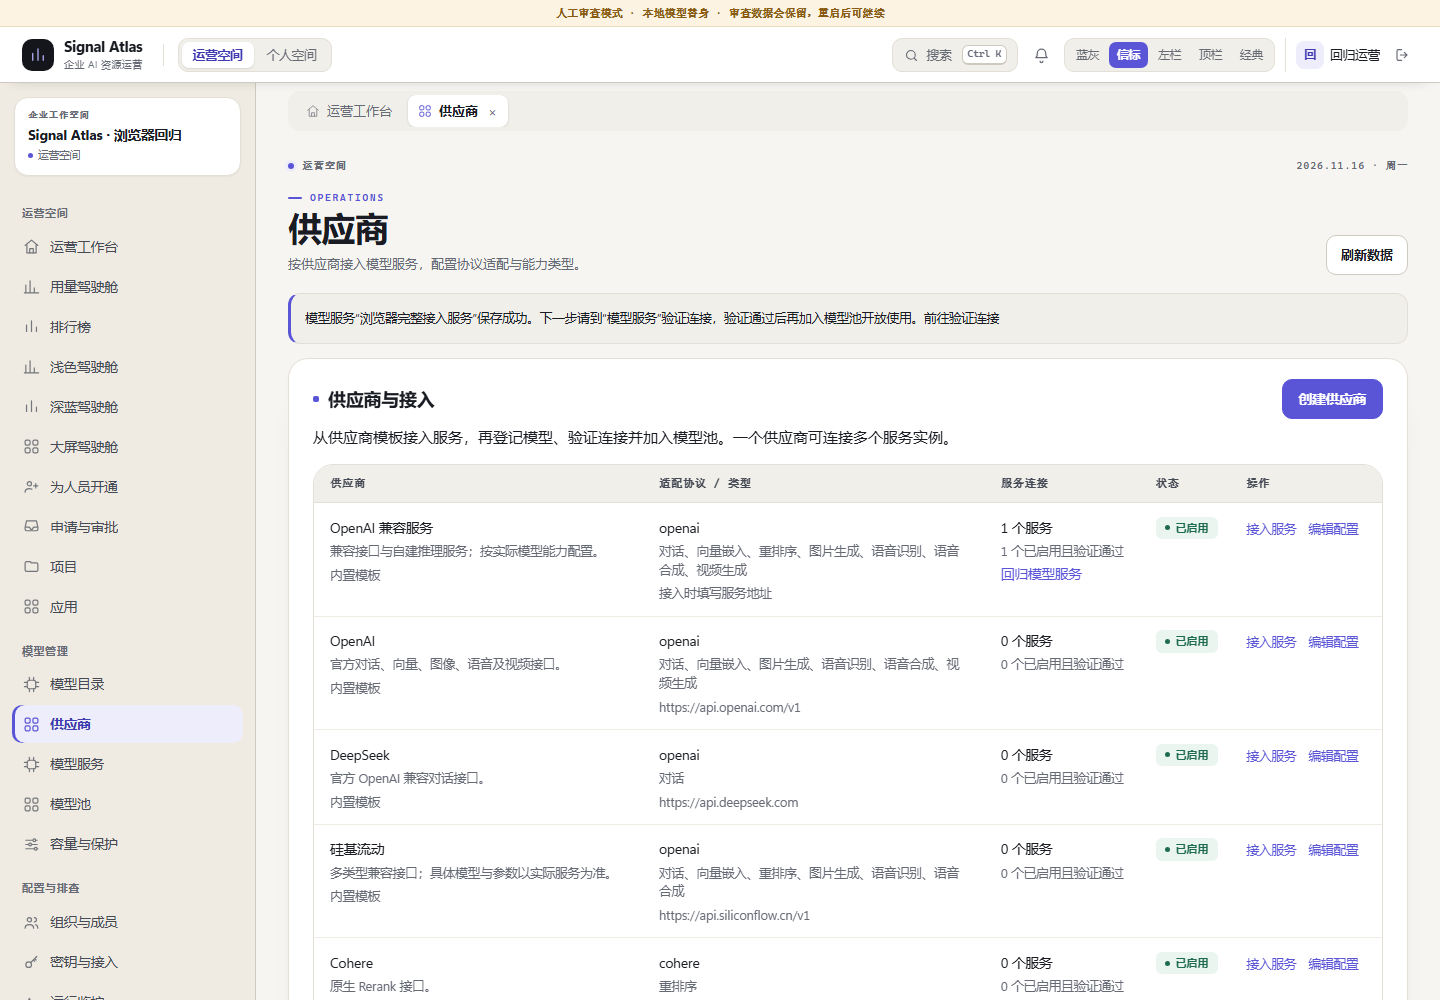 人工审查模式 · 本地模型替身 · 审查数据会保留，重启后可继续
Signal Atlas
企业 AI 资源运营
运营空间
个人空间
搜索
Ctrl K
蓝灰
信标
左栏
顶栏
经典
回
回归运营
企业工作空间
Signal Atlas · 浏览器回归
运营空间
运营空间
运营工作台
用量驾驶舱
排行榜
浅色驾驶舱
深蓝驾驶舱
大屏驾驶舱
为人员开通
申请与审批
项目
应用
模型管理
模型目录
供应商
模型服务
模型池
容量与保护
配置与排查
组织与成员
密钥与接入
运行监护
运营工作台
供应商 ×
运营空间
2026.11.16 · 周一
OPERATIONS
供应商
按供应商接入模型服务，配置协议适配与能力类型。
刷新数据
模型服务“浏览器完整接入服务”保存成功。下一步请到“模型服务”验证连接，验证通过后再加入模型池开放使用。前往验证连接
供应商与接入
创建供应商
从供应商模板接入服务，再登记模型、验证连接并加入模型池。一个供应商可连接多个服务实例。
供应商
适配协议 / 类型
服务连接
状态
操作
OpenAI 兼容服务
兼容接口与自建推理服务；按实际模型能力配置。
内置模板
openai
对话、向量嵌入、重排序、图片生成、语音识别、语音
合成、视频生成
接入时填写服务地址
1 个服务
1 个已启用且验证通过
回归模型服务
已启用
接入服务 编辑配置
OpenAI
官方对话、向量、图像、语音及视频接口。
内置模板
openai
对话、向量嵌入、图片生成、语音识别、语音合成、视
频生成
https://api.openai.com/v1
0 个服务
0 个已启用且验证通过
已启用
接入服务 编辑配置
DeepSeek
官方 OpenAI 兼容对话接口。
内置模板
openai
对话
https://api.deepseek.com
0 个服务
0 个已启用且验证通过
已启用
接入服务 编辑配置
硅基流动
多类型兼容接口；具体模型与参数以实际服务为准。
内置模板
openai
对话、向量嵌入、重排序、图片生成、语音识别、语音
合成
https://api.siliconflow.cn/v1
0 个服务
0 个已启用且验证通过
已启用
接入服务 编辑配置
Cohere
原生 Rerank 接口。
cohere
重排序
0 个服务
0 个已启用且验证通过
已启用
接入服务 编辑配置